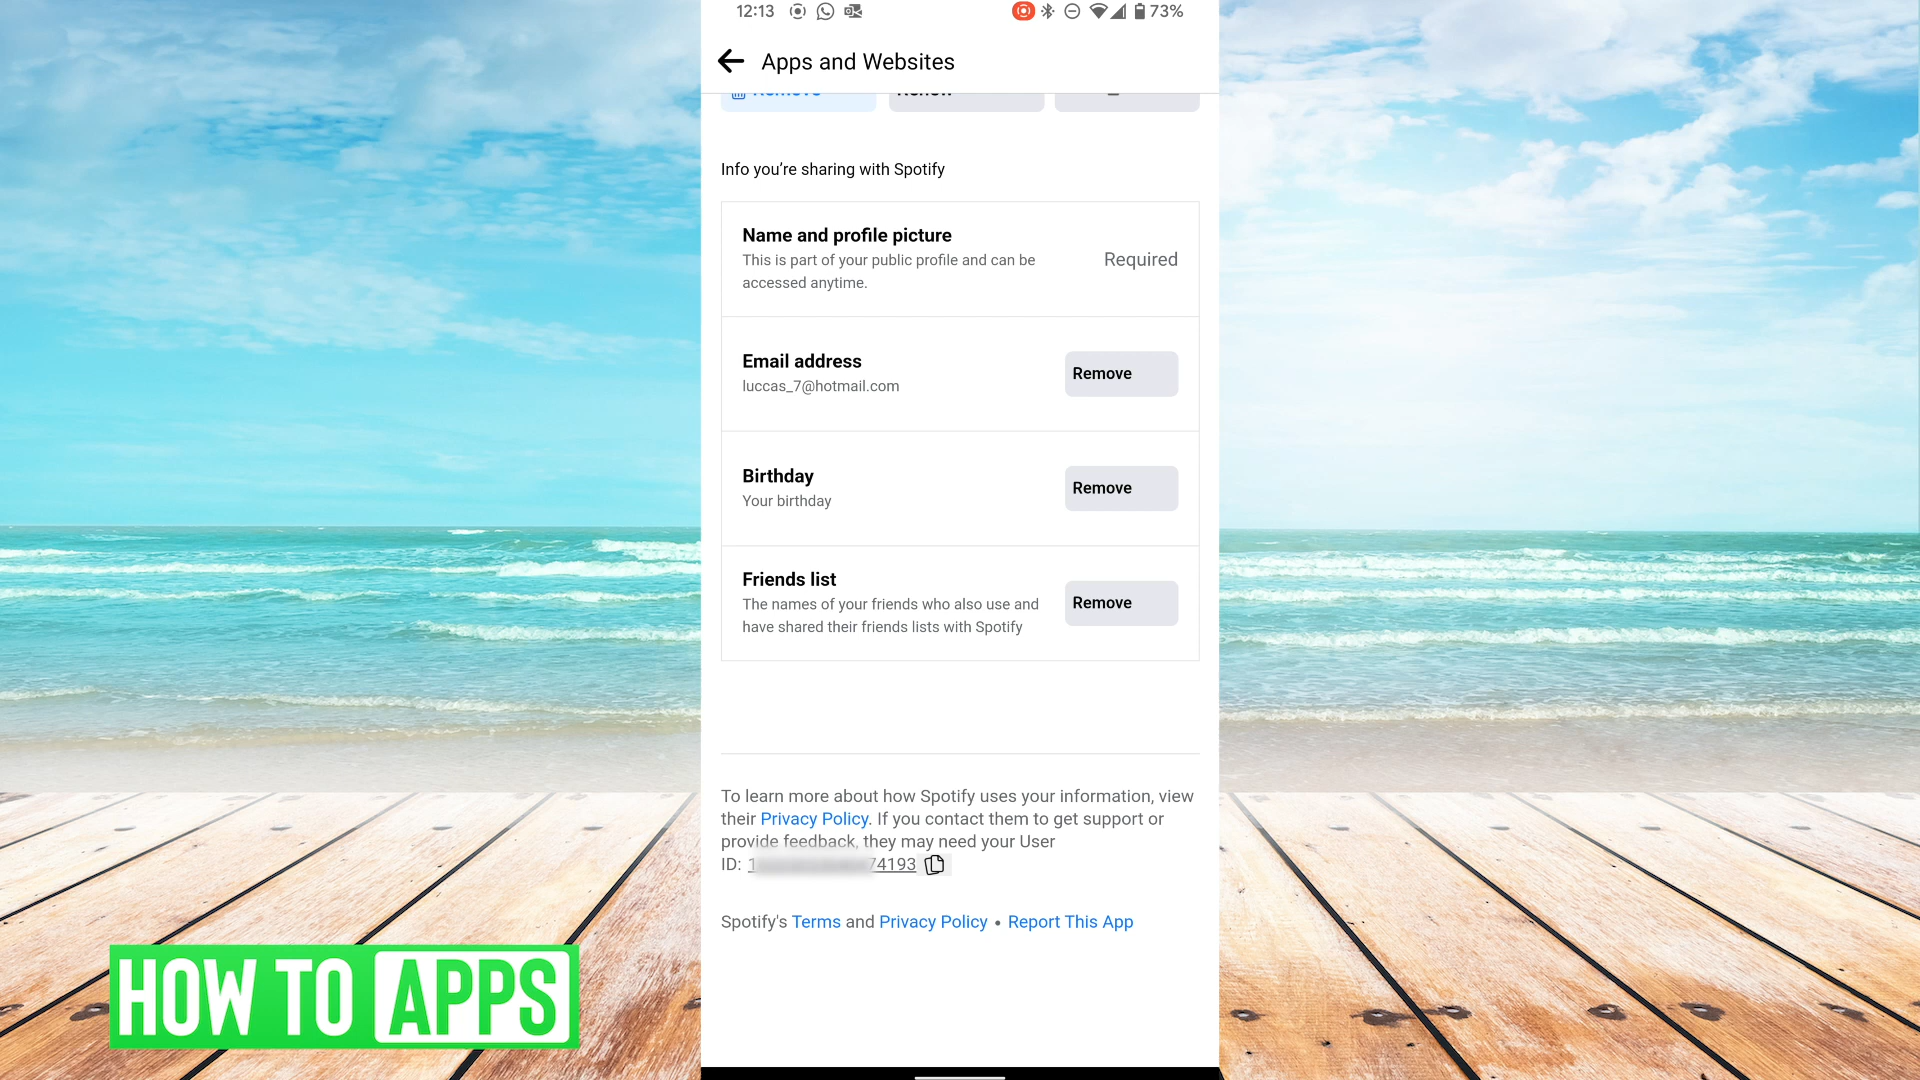 12:13
73%
Apps and Websites
Remove
Renew
Info you’re sharing with Spotify
Name and profile picture
This is part of your public profile and can be
accessed anytime.
Required
Email address
luccas_7@hotmail.com
Remove
Birthday
Your birthday
Remove
Friends list
The names of your friends who also use and
have shared their friends lists with Spotify
Remove
To learn more about how Spotify uses your information, view
their Privacy Policy. If you contact them to get support or
provide feedback, they may need your User
ID: 1 74193
Spotify's Terms and Privacy Policy • Report This App
HOW TO APPS